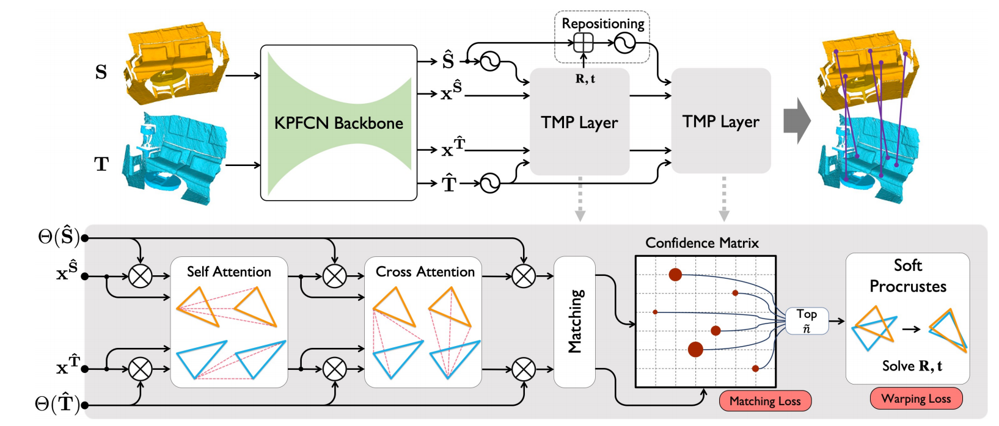 Repositioning
S
KPFCN Backbone
Ŝ
x^Ŝ
R, t
TMP Layer
TMP Layer
T
x^T̂
T̂
Θ(Ŝ)
x^Ŝ
Self Attention
Cross Attention
Matching
Confidence Matrix
Top
ñ
Soft
Procrustes
Solve R, t
x^T̂
Θ(T̂)
Matching Loss
Warping Loss